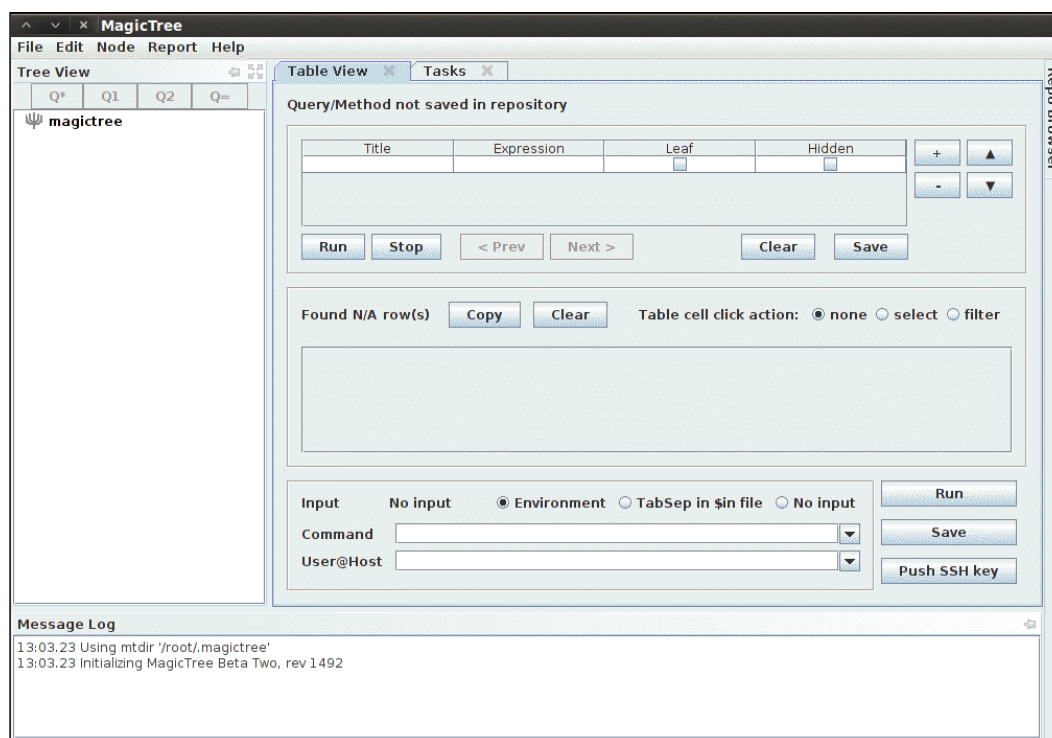 MagicTree
File Edit Node Report Help
Tree View
Table View
Tasks
Repo Browser
Q* Q1 Q2 Q=
magictree
Query/Method not saved in repository
Title Expression Leaf Hidden
+
-
Run Stop < Prev Next > Clear Save
Found N/A row(s) Copy Clear Table cell click action: none select filter
Input No input Environment TabSep in $in file No input
Command
User@Host
Run
Save
Push SSH key
Message Log
13:03.23 Using mtdir '/root/.magictree'
13:03.23 Initializing MagicTree Beta Two, rev 1492